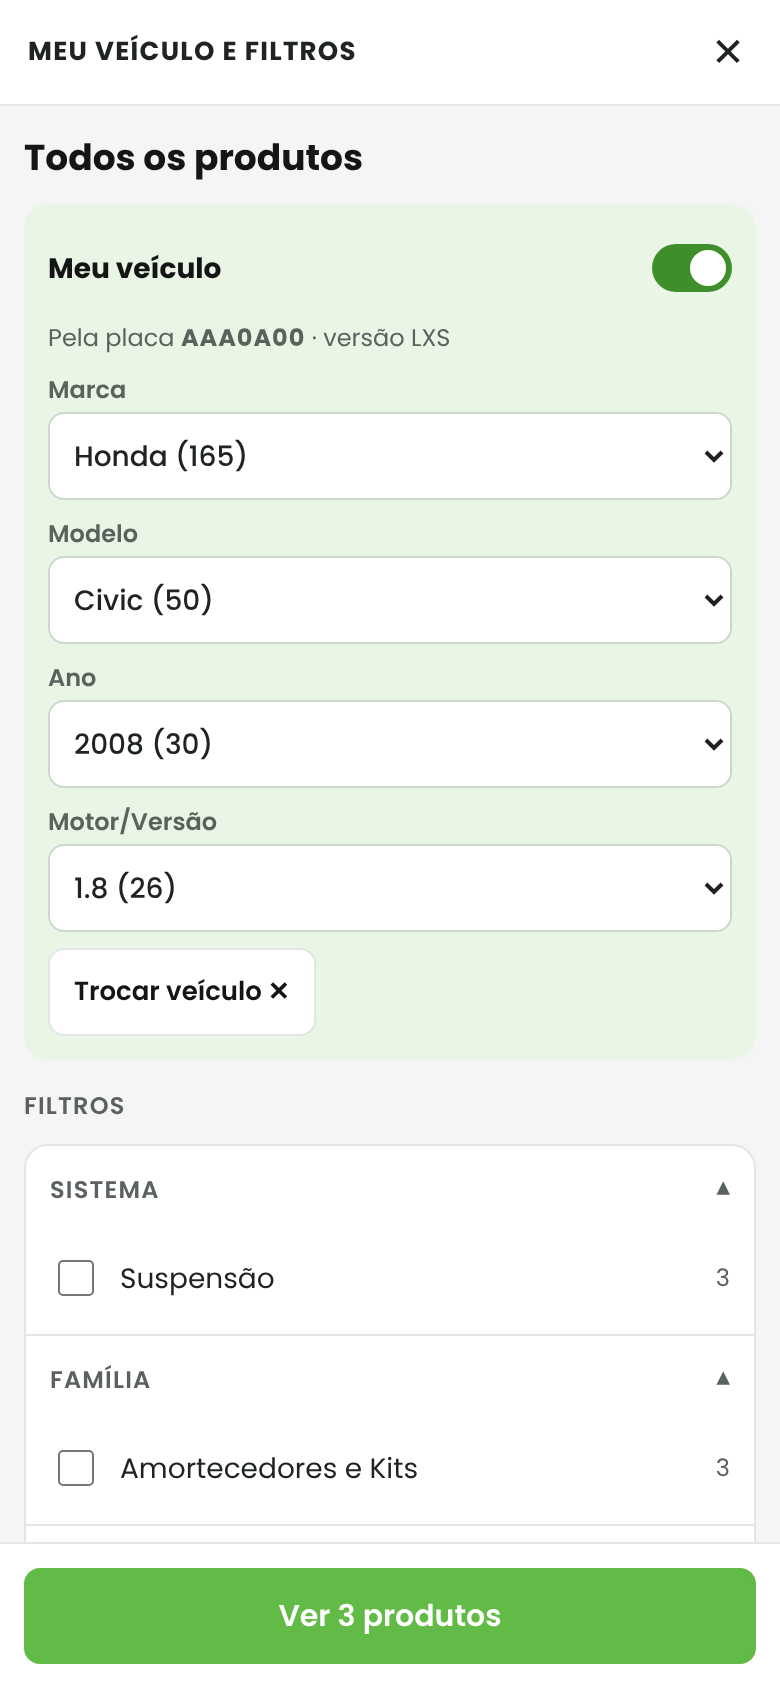 MEU VEÍCULO E FILTROS ✕
Todos os produtos
Meu veículo
Pela placa AAA0A00 · versão LXS
Marca
Honda (165)
Modelo
Civic (50)
Ano
2008 (30)
Motor/Versão
1.8 (26)
Trocar veículo ✕
FILTROS
SISTEMA ▲
Suspensão 3
FAMÍLIA ▲
Amortecedores e Kits 3
Ver 3 produtos